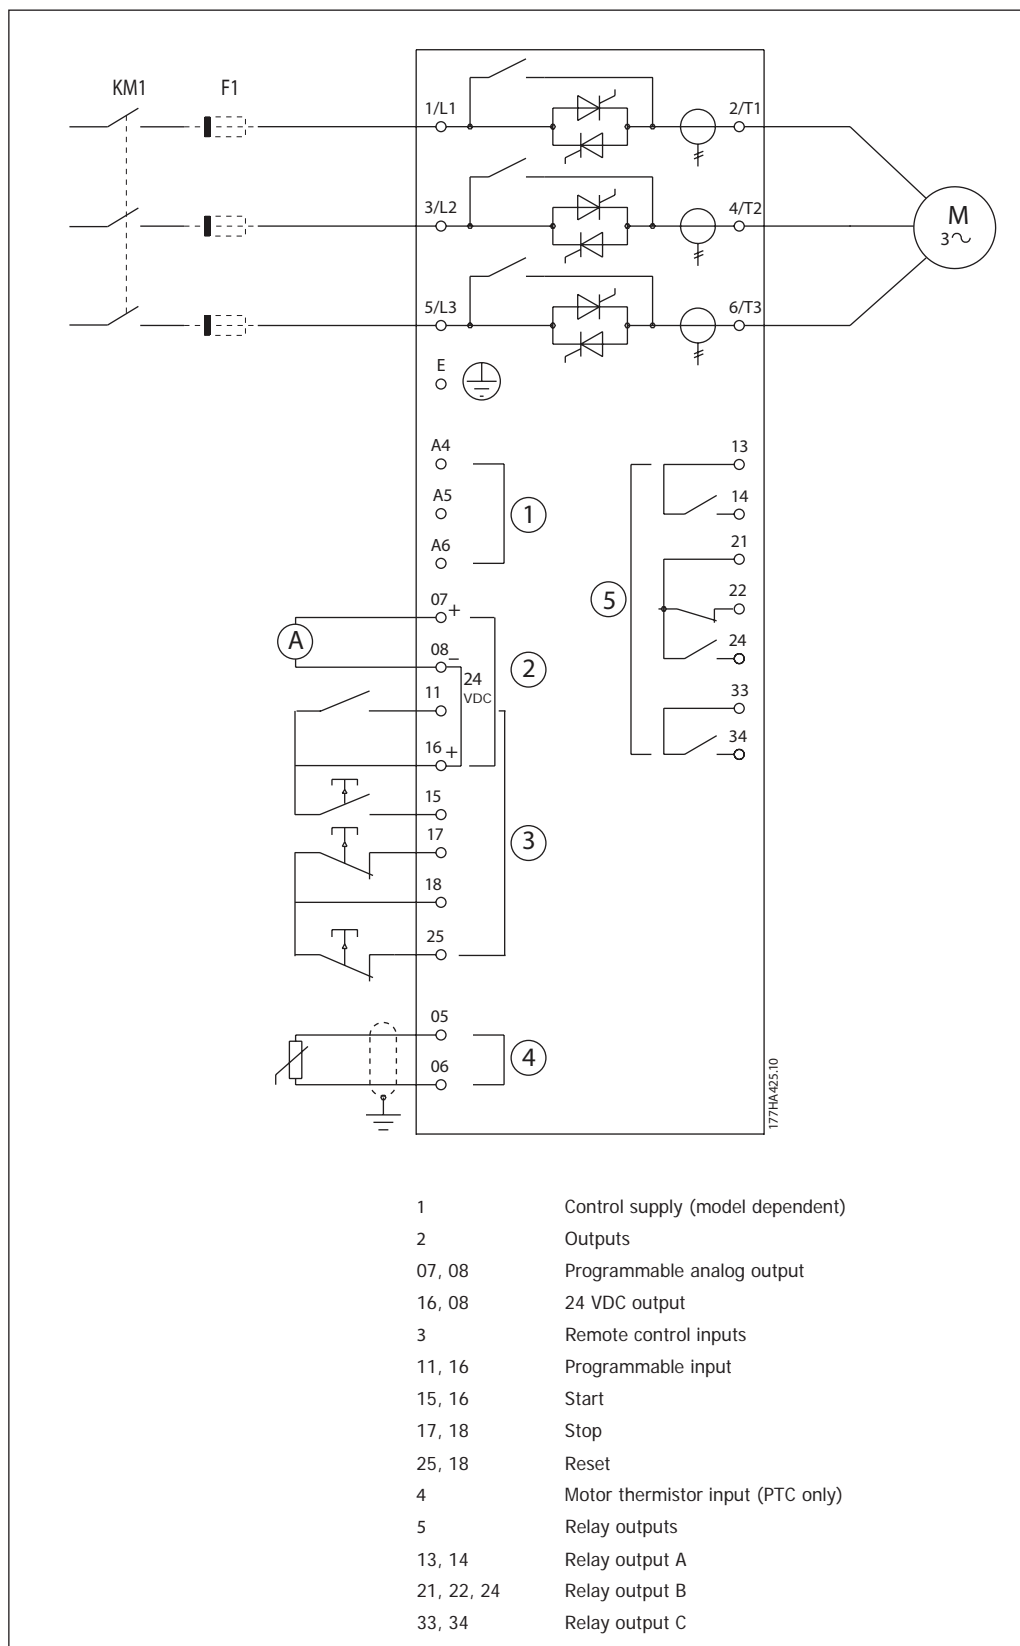 KM1 F1
1/L1 2/T1
3/L2 4/T2
M
3~
5/L3 6/T3
E
A4
A5
A6
1
07 +
08 –
24
VDC
11
16 +
2
15
17
18
25
3
05
06
4
13
14
21
22
24
33
34
5
A
177HA425.10
1 Control supply (model dependent)
2 Outputs
07, 08 Programmable analog output
16, 08 24 VDC output
3 Remote control inputs
11, 16 Programmable input
15, 16 Start
17, 18 Stop
25, 18 Reset
4 Motor thermistor input (PTC only)
5 Relay outputs
13, 14 Relay output A
21, 22, 24 Relay output B
33, 34 Relay output C